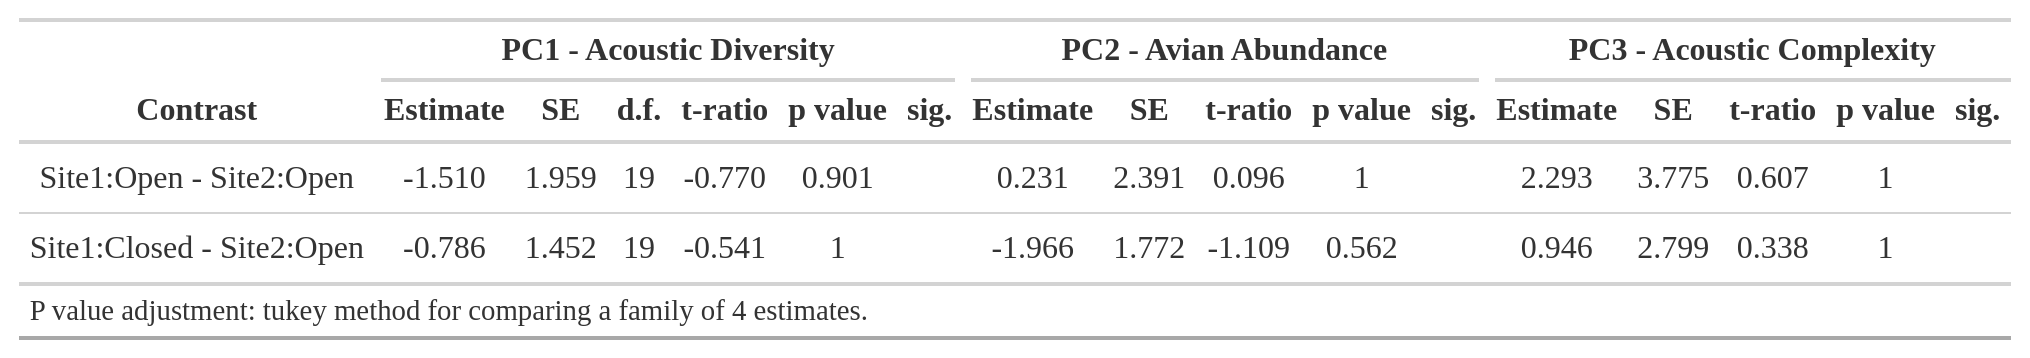 PC1 - Acoustic Diversity PC2 - Avian Abundance PC3 - Acoustic Complexity
Contrast Estimate SE d.f. t-ratio p value sig. Estimate SE t-ratio p value sig. Estimate SE t-ratio p value sig.
Site1:Open - Site2:Open -1.510 1.959 19 -0.770 0.901 0.231 2.391 0.096 1 2.293 3.775 0.607 1
Site1:Closed - Site2:Open -0.786 1.452 19 -0.541 1 -1.966 1.772 -1.109 0.562 0.946 2.799 0.338 1
P value adjustment: tukey method for comparing a family of 4 estimates.